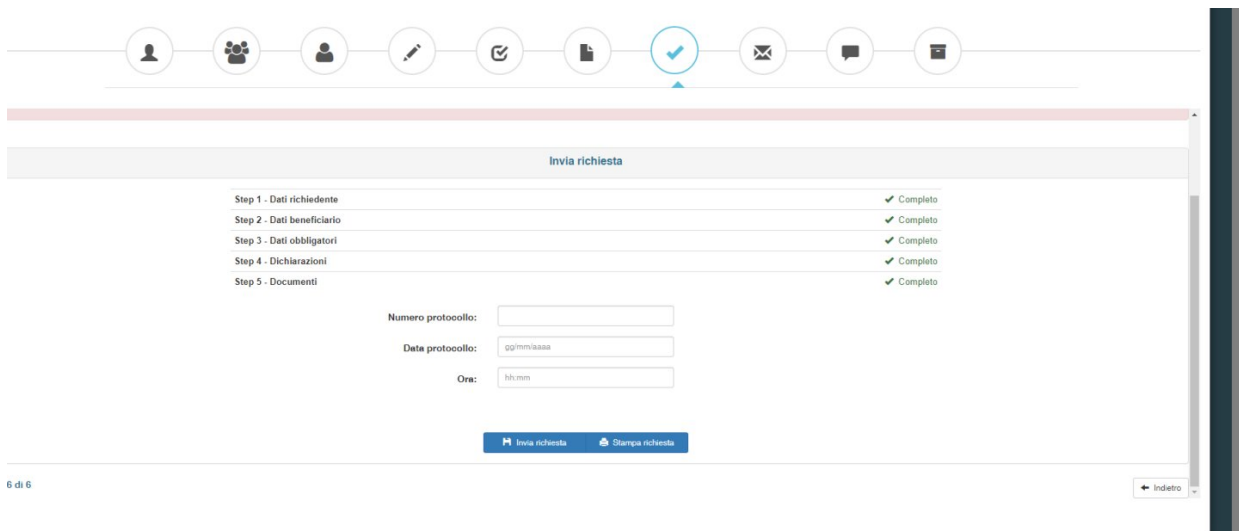 Invia richiesta
Step 1 - Dati richiedente Completo
Step 2 - Dati beneficiario Completo
Step 3 - Dati obbligatori Completo
Step 4 - Dichiarazioni Completo
Step 5 - Documenti Completo
Numero protocollo:
Data protocollo: gg/mm/aaaa
Ora: hh:mm
Invia richiesta Stampa richiesta
6 di 6 Indietro